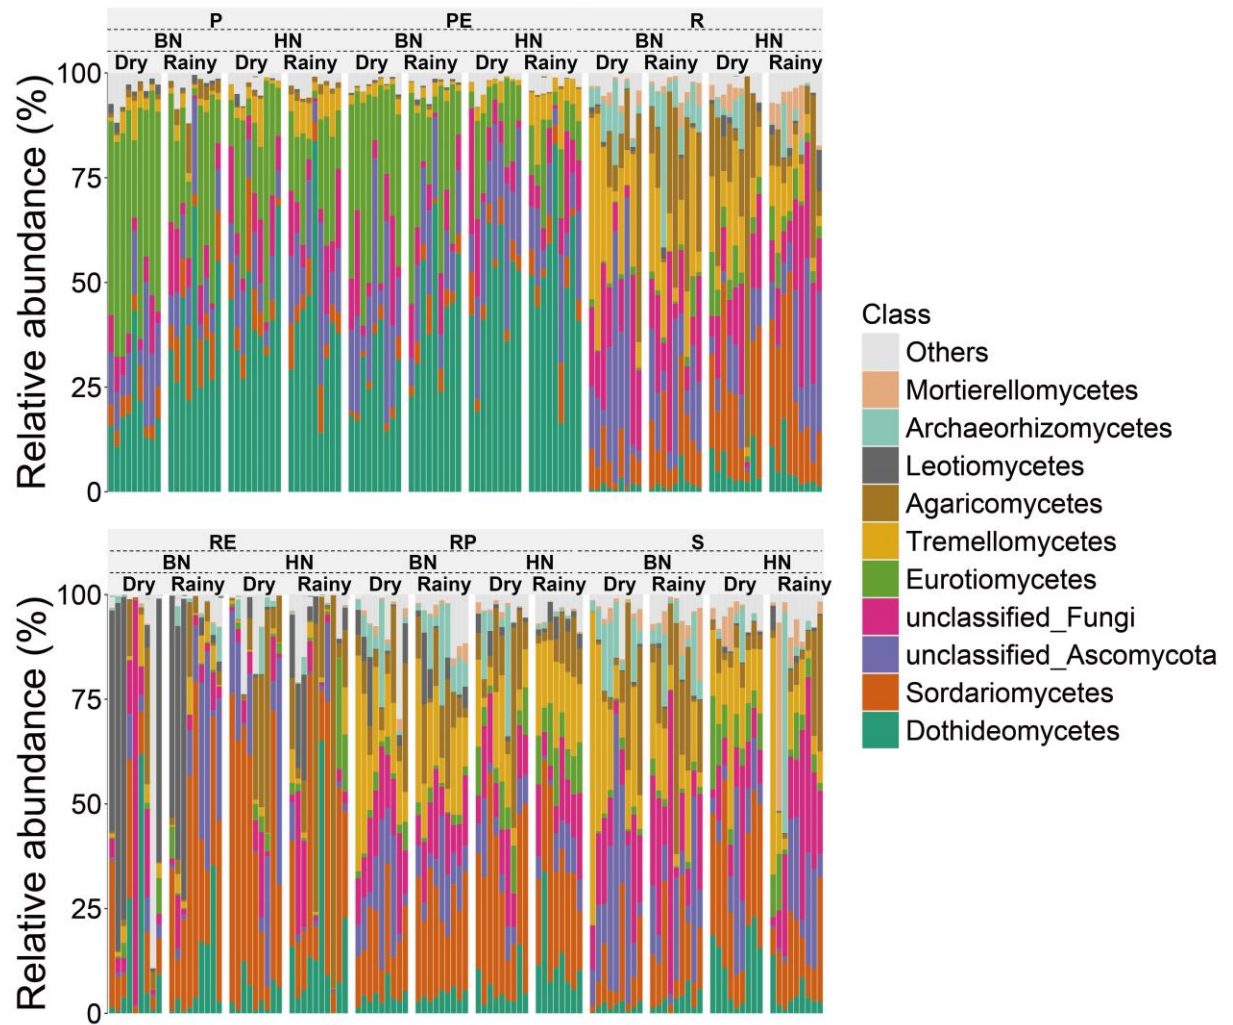 P PE R
BN HN BN HN BN HN
Dry Rainy Dry Rainy Dry Rainy Dry Rainy Dry Rainy Dry Rainy
Relative abundance (%)
100
75
50
25
0
RE RP S
BN HN BN HN BN HN
Dry Rainy Dry Rainy Dry Rainy Dry Rainy Dry Rainy Dry Rainy
Relative abundance (%)
100
75
50
25
0
Class
Others
Mortierellomycetes
Archaeorhizomycetes
Leotiomycetes
Agaricomycetes
Tremellomycetes
Eurotiomycetes
unclassified_Fungi
unclassified_Ascomycota
Sordariomycetes
Dothideomycetes